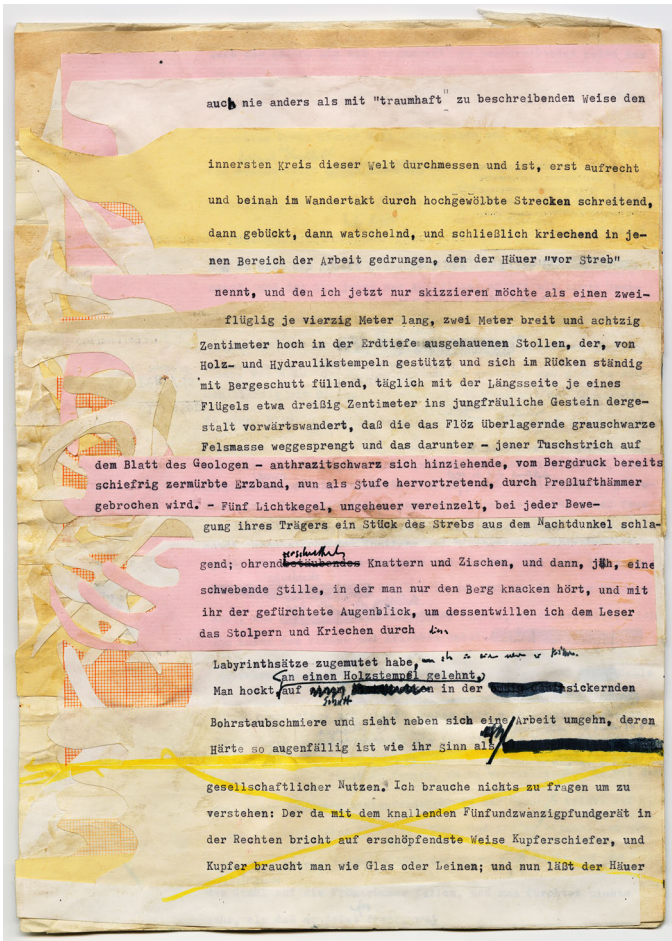 auch nie anders als mit "traumhaft" zu beschreibenden Weise den
innersten Kreis dieser Welt durchmessen und ist, erst aufrecht
und beinah im Wandertakt durch hochgewölbte Strecken schreitend,
dann gebückt, dann watschelnd, und schließlich kriechend in je-
nen Bereich der Arbeit gedrungen, den der Häuer "vor Streb"
nennt, und den ich jetzt nur skizzieren möchte als einen zwei-
flüglig je vierzig Meter lang, zwei Meter breit und achtzig
Zentimeter hoch in der Erdtiefe ausgehauenen Stollen, der, von
Holz- und Hydraulikstempeln gestützt und sich im Rücken ständig
mit Bergeschutt füllend, täglich mit der Längsseite je eines
Flügels etwa dreißig Zentimeter ins jungfräuliche Gestein derge-
stalt vorwärtswandert, daß die das Flöz überlagernde grauschwarze
Felsmasse weggesprengt und das darunter - jener Tuschstrich auf
dem Blatt des Geologen - anthrazitschwarz sich hinziehende, vom Bergdruck bereits
schiefrig zermürbte Erzband, nun als Stufe hervortretend, durch Preßlufthämmer
gebrochen wird. - Fünf Lichtkegel, ungeheuer vereinzelt, bei jeder Bewe-
gung ihres Trägers ein Stück des Strebs aus dem Nachtdunkel schla-
gend; ohrenbetäubendes Knattern und Zischen, und dann, jäh, eine
schwebende Stille, in der man nur den Berg knacken hört, und mit
ihr der gefürchtete Augenblick, um dessentwillen ich dem Leser
das Stolpern und Kriechen durch
Labyrinthsätze zugemutet habe,
an einen Holzstempel gelehnt,
Man hockt auf in der sickernden
Bohrstaubschmiere und sieht neben sich eine Arbeit umgehn, deren
Härte so augenfällig ist wie ihr Sinn als
gesellschaftlicher Nutzen. Ich brauche nichts zu fragen um zu
verstehen: Der da mit dem knallenden Fünfundzwanzigpfundgerät in
der Rechten bricht auf erschöpfendste Weise Kupferschiefer, und
Kupfer braucht man wie Glas oder Leinen; und nun läßt der Häuer